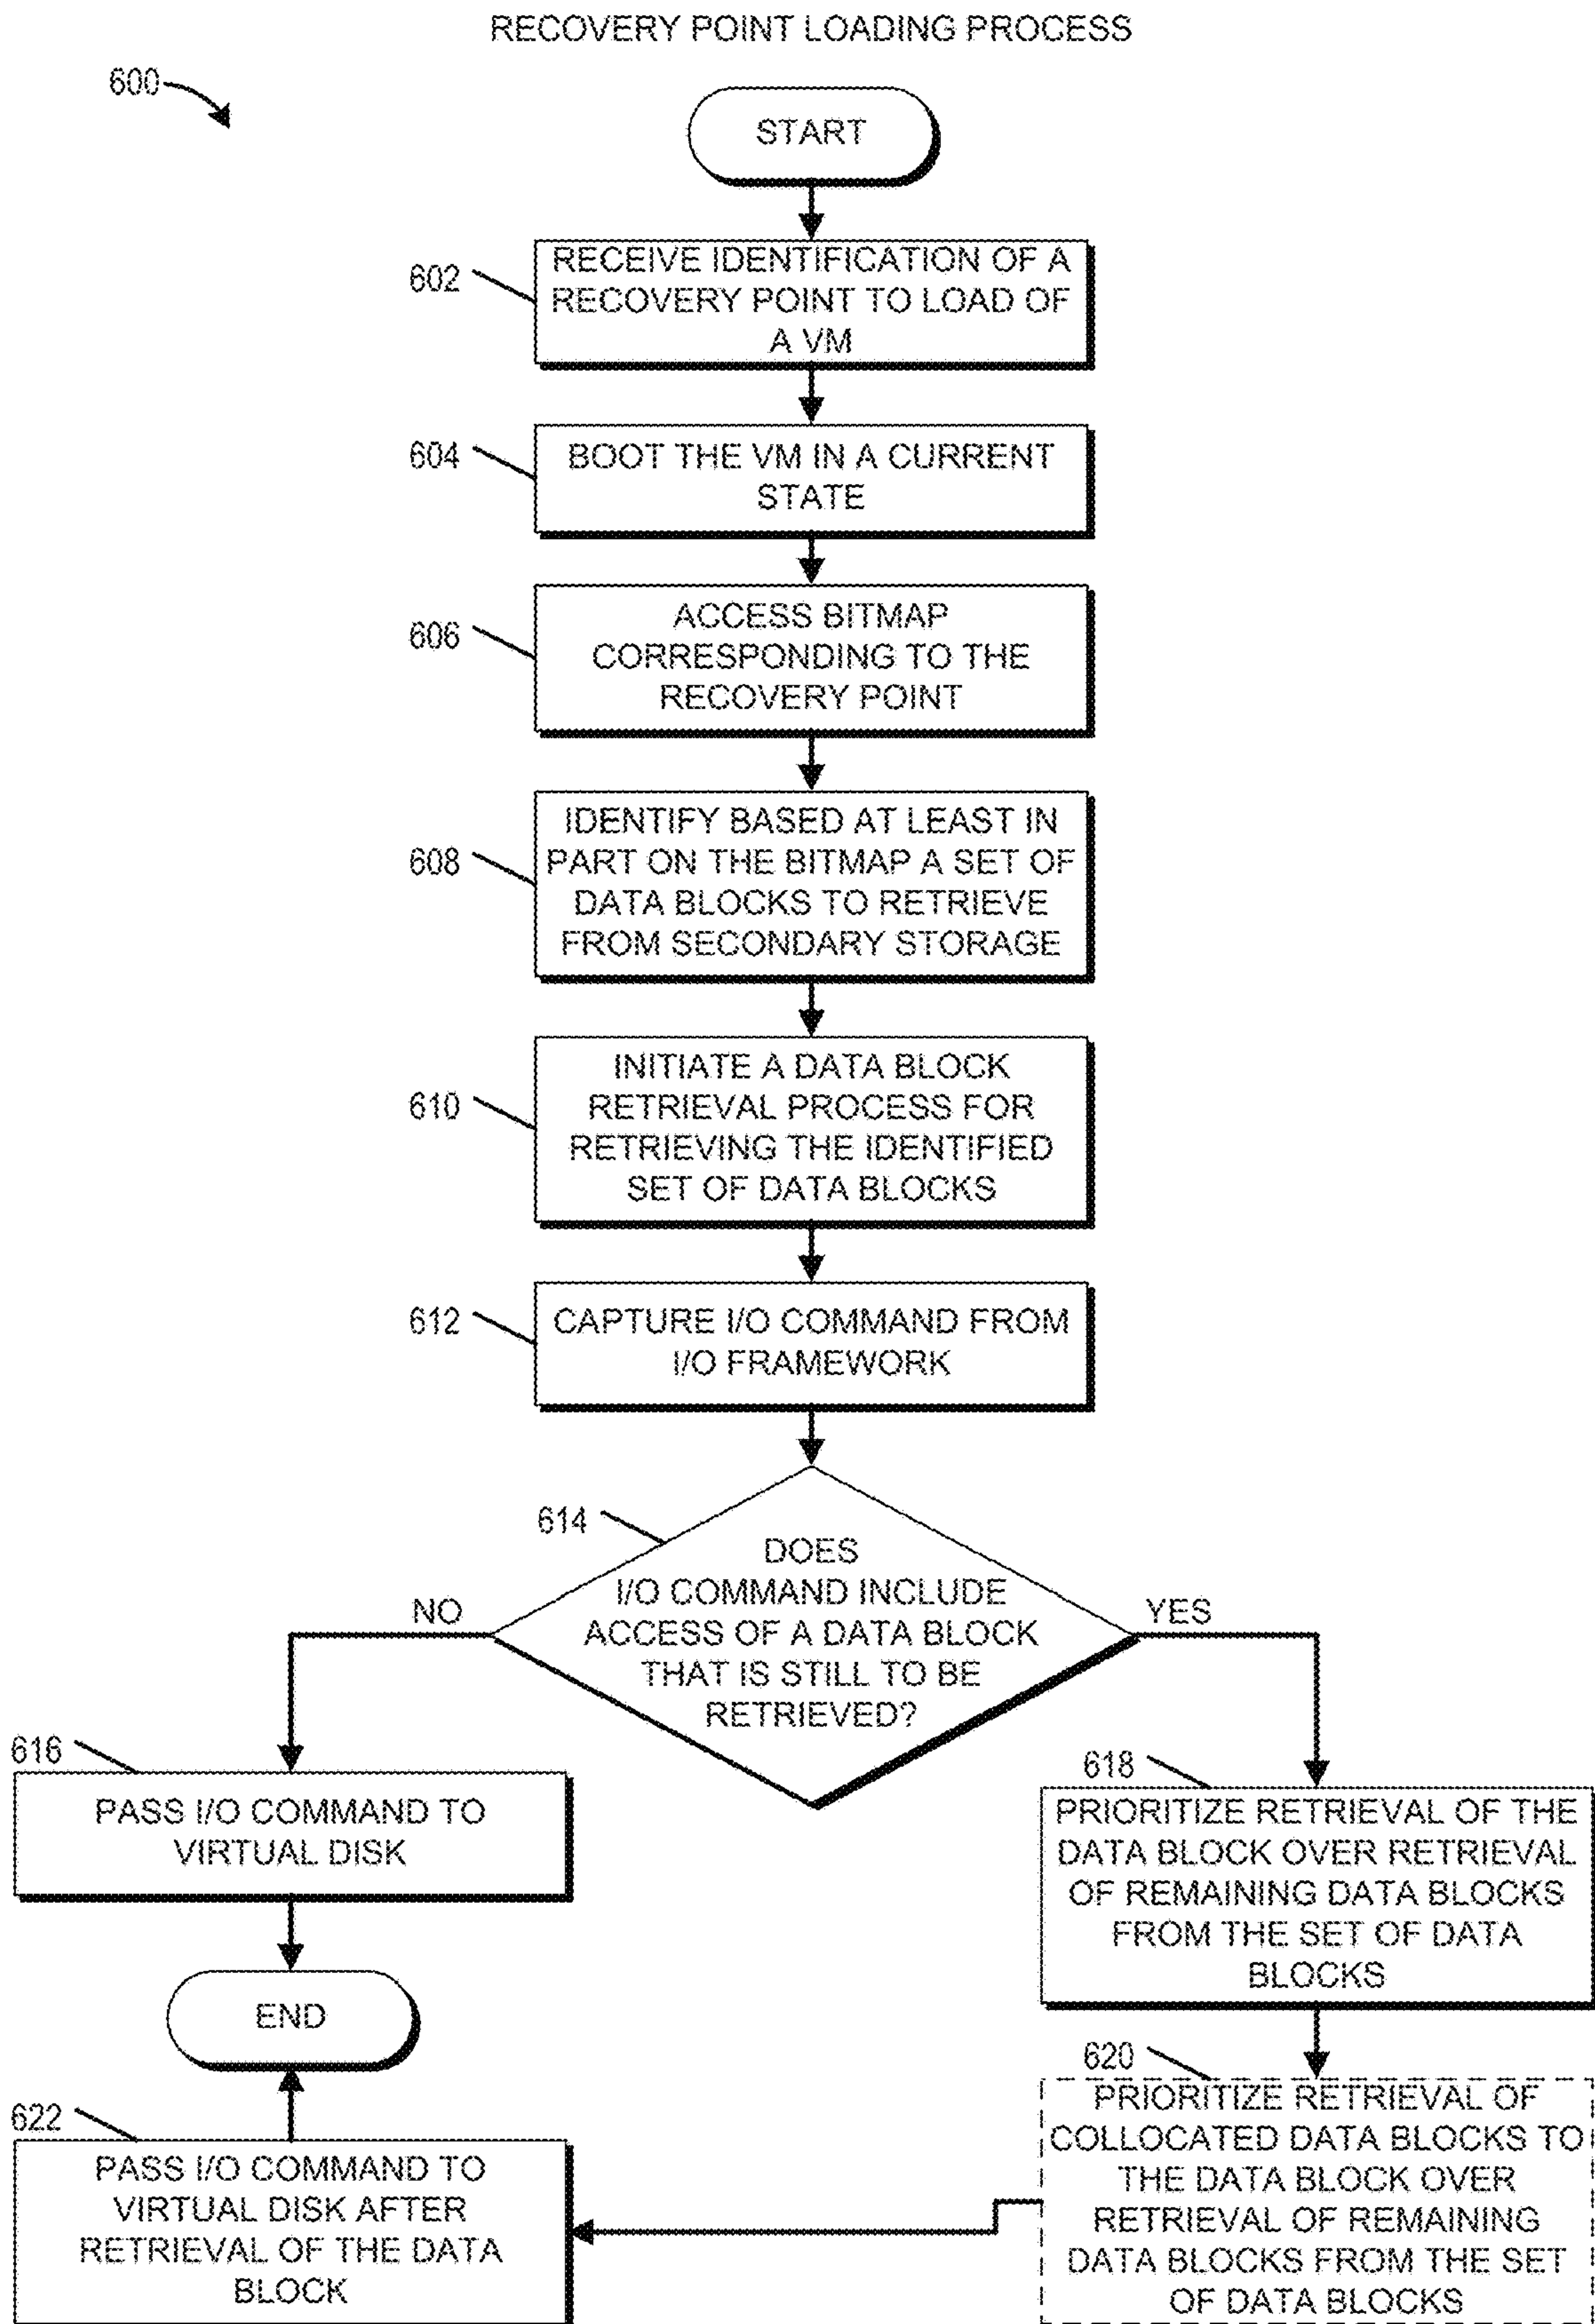 RECOVERY POINT LOADING PROCESS
600
START
602
RECEIVE IDENTIFICATION OF A
RECOVERY POINT TO LOAD OF
A VM
604
BOOT THE VM IN A CURRENT
STATE
606
ACCESS BITMAP
CORRESPONDING TO THE
RECOVERY POINT
608
IDENTIFY BASED AT LEAST IN
PART ON THE BITMAP A SET OF
DATA BLOCKS TO RETRIEVE
FROM SECONDARY STORAGE
610
INITIATE A DATA BLOCK
RETRIEVAL PROCESS FOR
RETRIEVING THE IDENTIFIED
SET OF DATA BLOCKS
612
CAPTURE I/O COMMAND FROM
I/O FRAMEWORK
614
DOES
I/O COMMAND INCLUDE
ACCESS OF A DATA BLOCK
THAT IS STILL TO BE
RETRIEVED?
NO
YES
616
PASS I/O COMMAND TO
VIRTUAL DISK
618
PRIORITIZE RETRIEVAL OF THE
DATA BLOCK OVER RETRIEVAL
OF REMAINING DATA BLOCKS
FROM THE SET OF DATA
BLOCKS
END
620
PRIORITIZE RETRIEVAL OF
COLLOCATED DATA BLOCKS TO
THE DATA BLOCK OVER
RETRIEVAL OF REMAINING
DATA BLOCKS FROM THE SET
OF DATA BLOCKS
622
PASS I/O COMMAND TO
VIRTUAL DISK AFTER
RETRIEVAL OF THE DATA
BLOCK